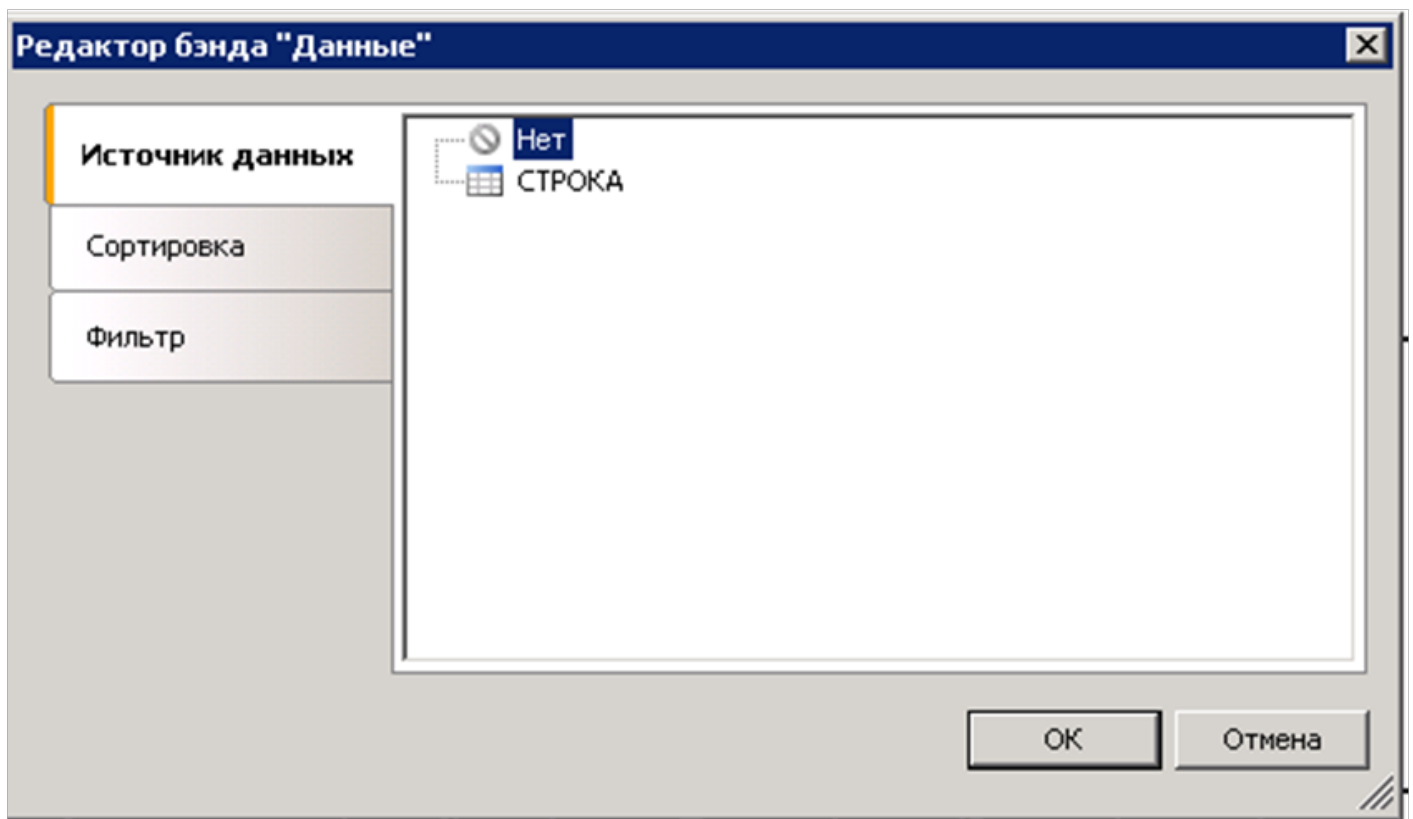 Редактор бэнда "Данные"
Источник данных
Сортировка
Фильтр
Нет
СТРОКА
ОК
Отмена